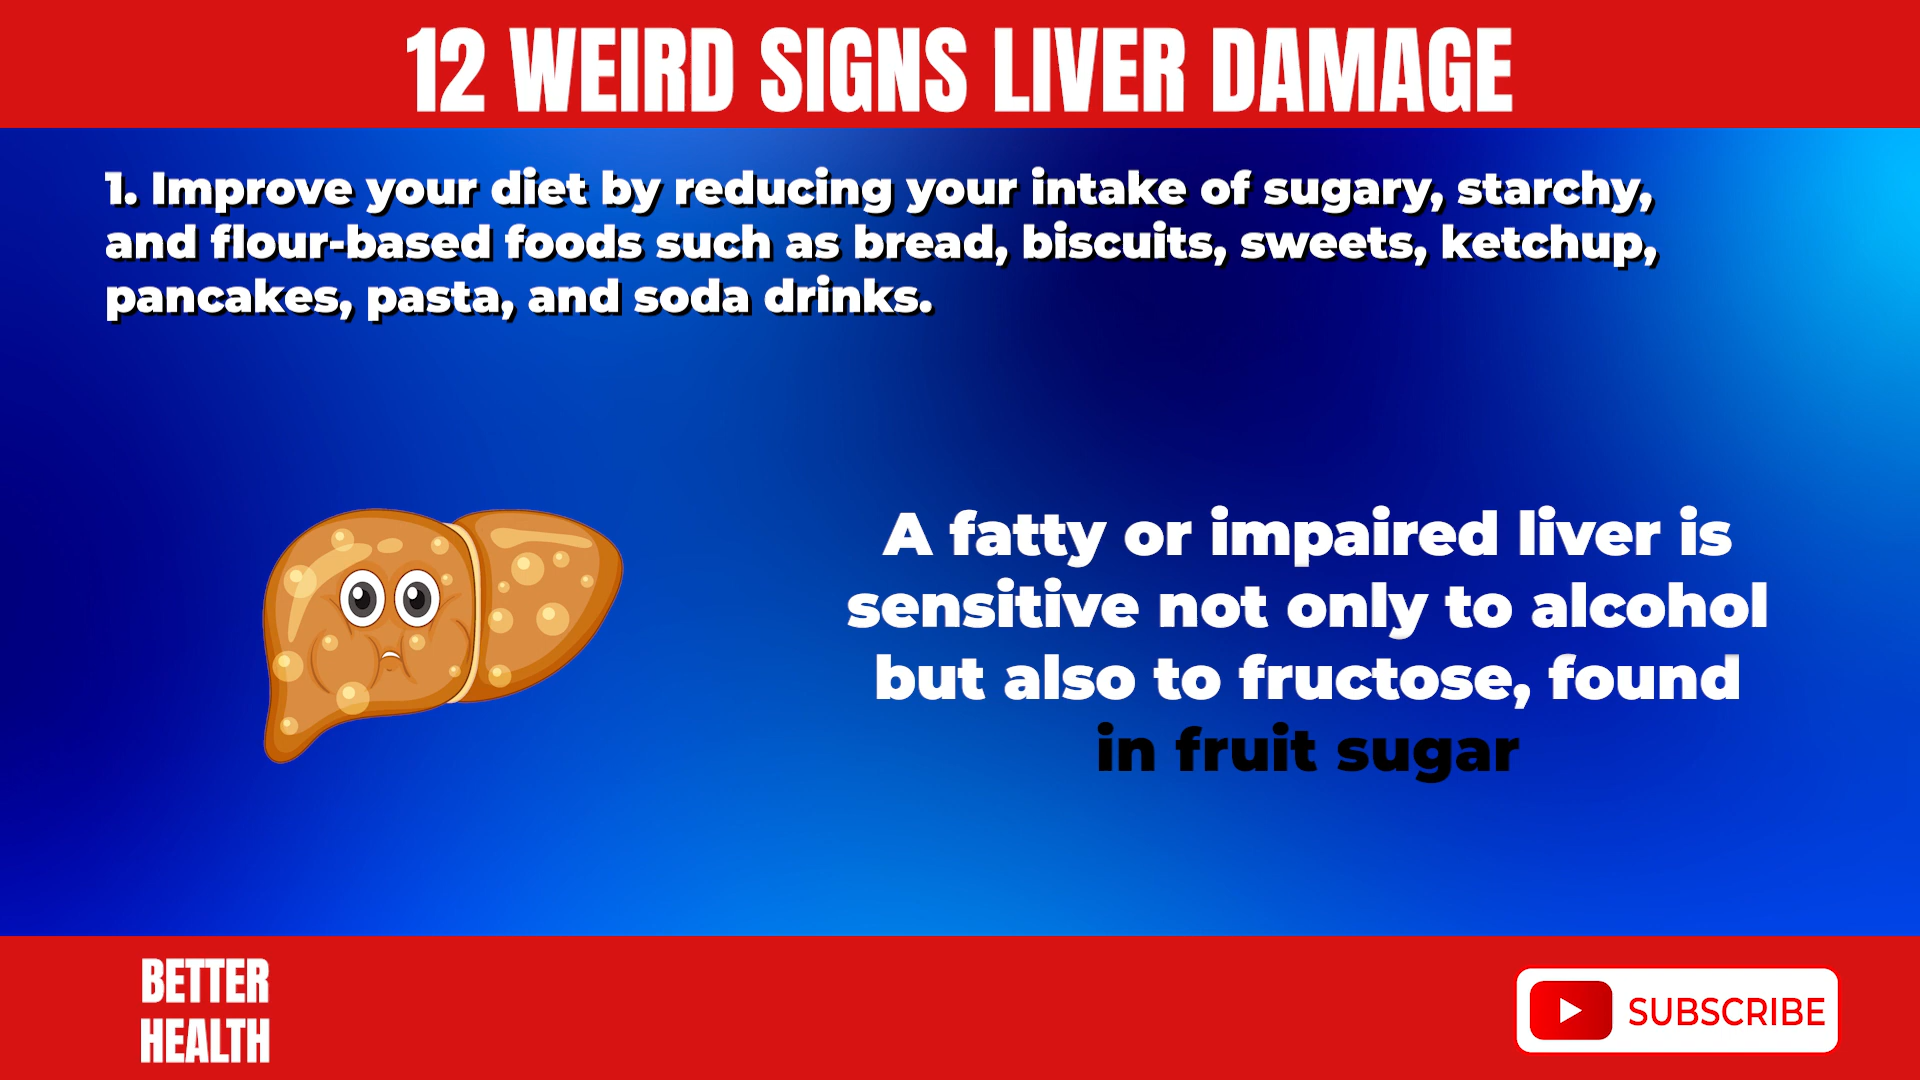 12 WEIRD SIGNS LIVER DAMAGE
1. Improve your diet by reducing your intake of sugary, starchy,
and flour-based foods such as bread, biscuits, sweets, ketchup,
pancakes, pasta, and soda drinks.
A fatty or impaired liver is
sensitive not only to alcohol
but also to fructose, found
in fruit sugar
BETTER
HEALTH
SUBSCRIBE